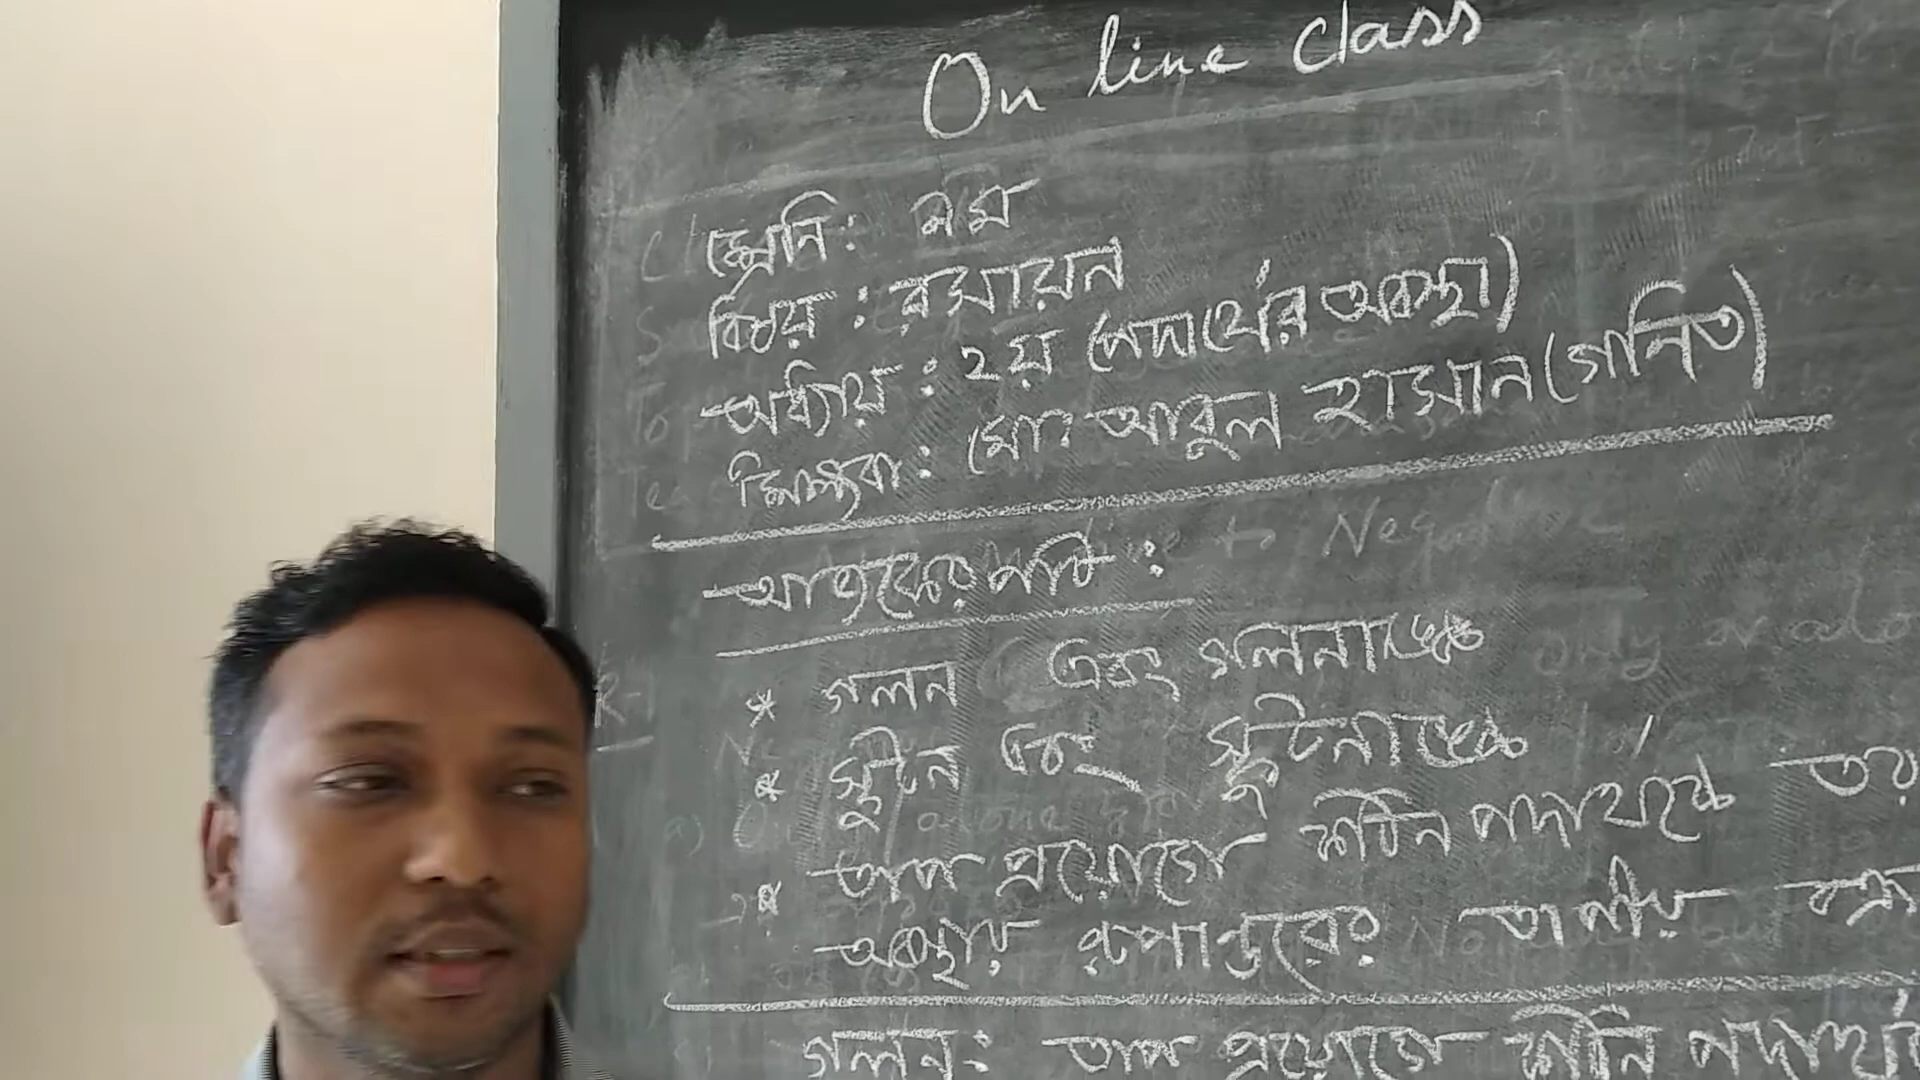 On line class
শ্রেনি : নবম
বিষয় : রসায়ন
অধ্যায় : ২য় (পদার্থের অবস্থা)
শিক্ষক : মোঃ আবুল হাসান (গনিত)
আজকের পাঠ :
* গলন এবং গলনাঙ্ক
* স্ফুটন এবং স্ফুটনাঙ্ক
* তাপ প্রয়োগে কঠিন পদার্থকে
অবস্থায় রূপান্তরের তাপীয়
গলন : তাপ প্রয়োগে কঠিন